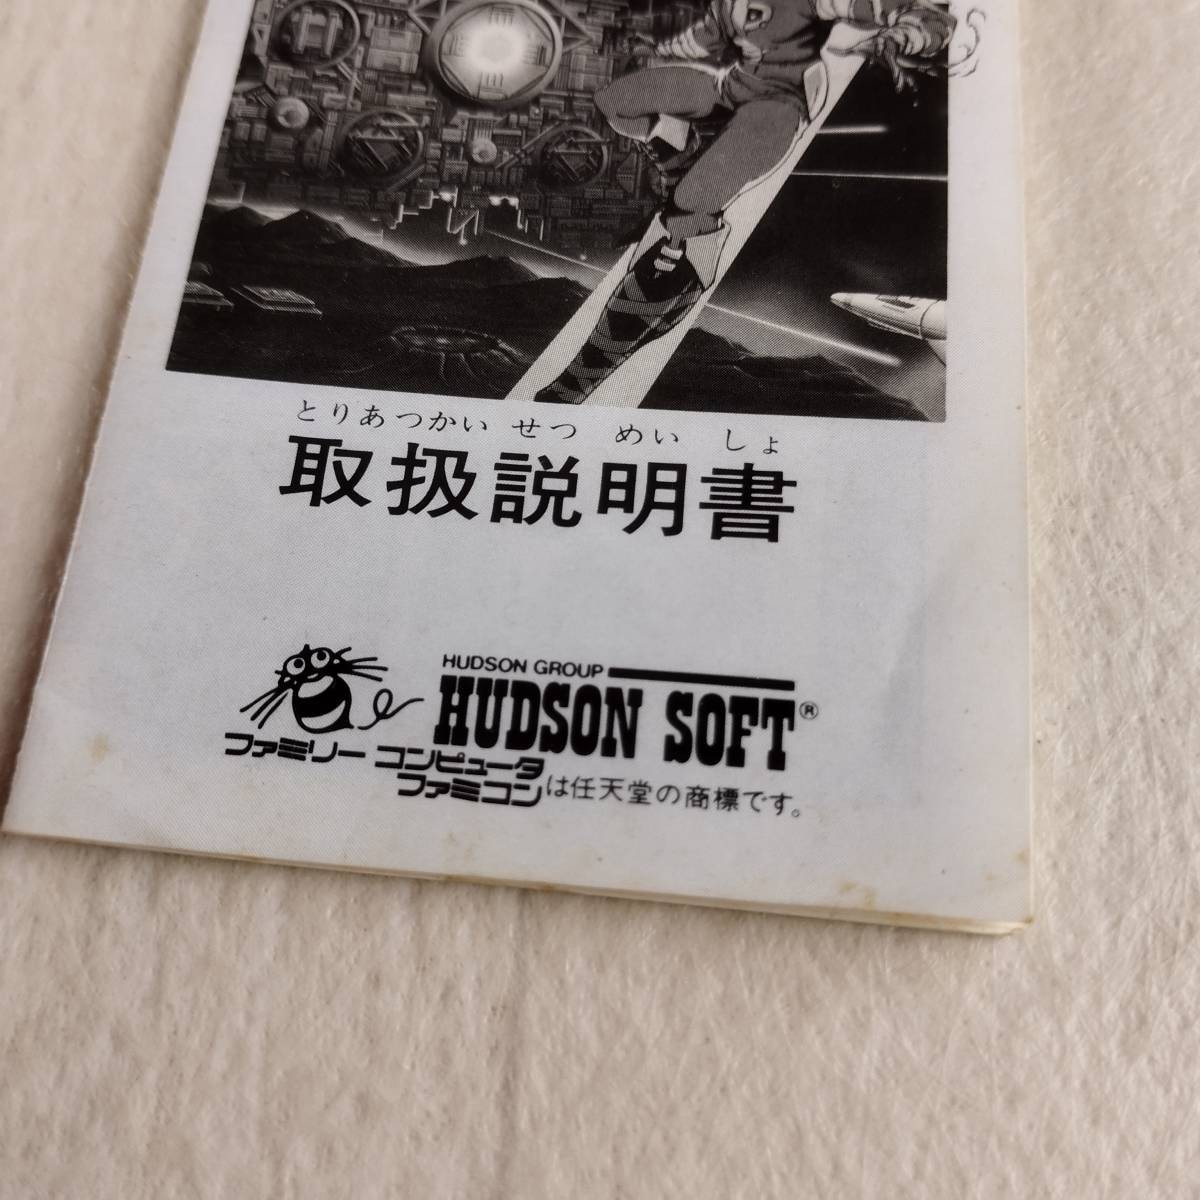 とりあつかい せつ めい しょ
取扱説明書
HUDSON GROUP
HUDSON SOFT®
ファミリー コンピュータ
ファミコンは任天堂の商標です。